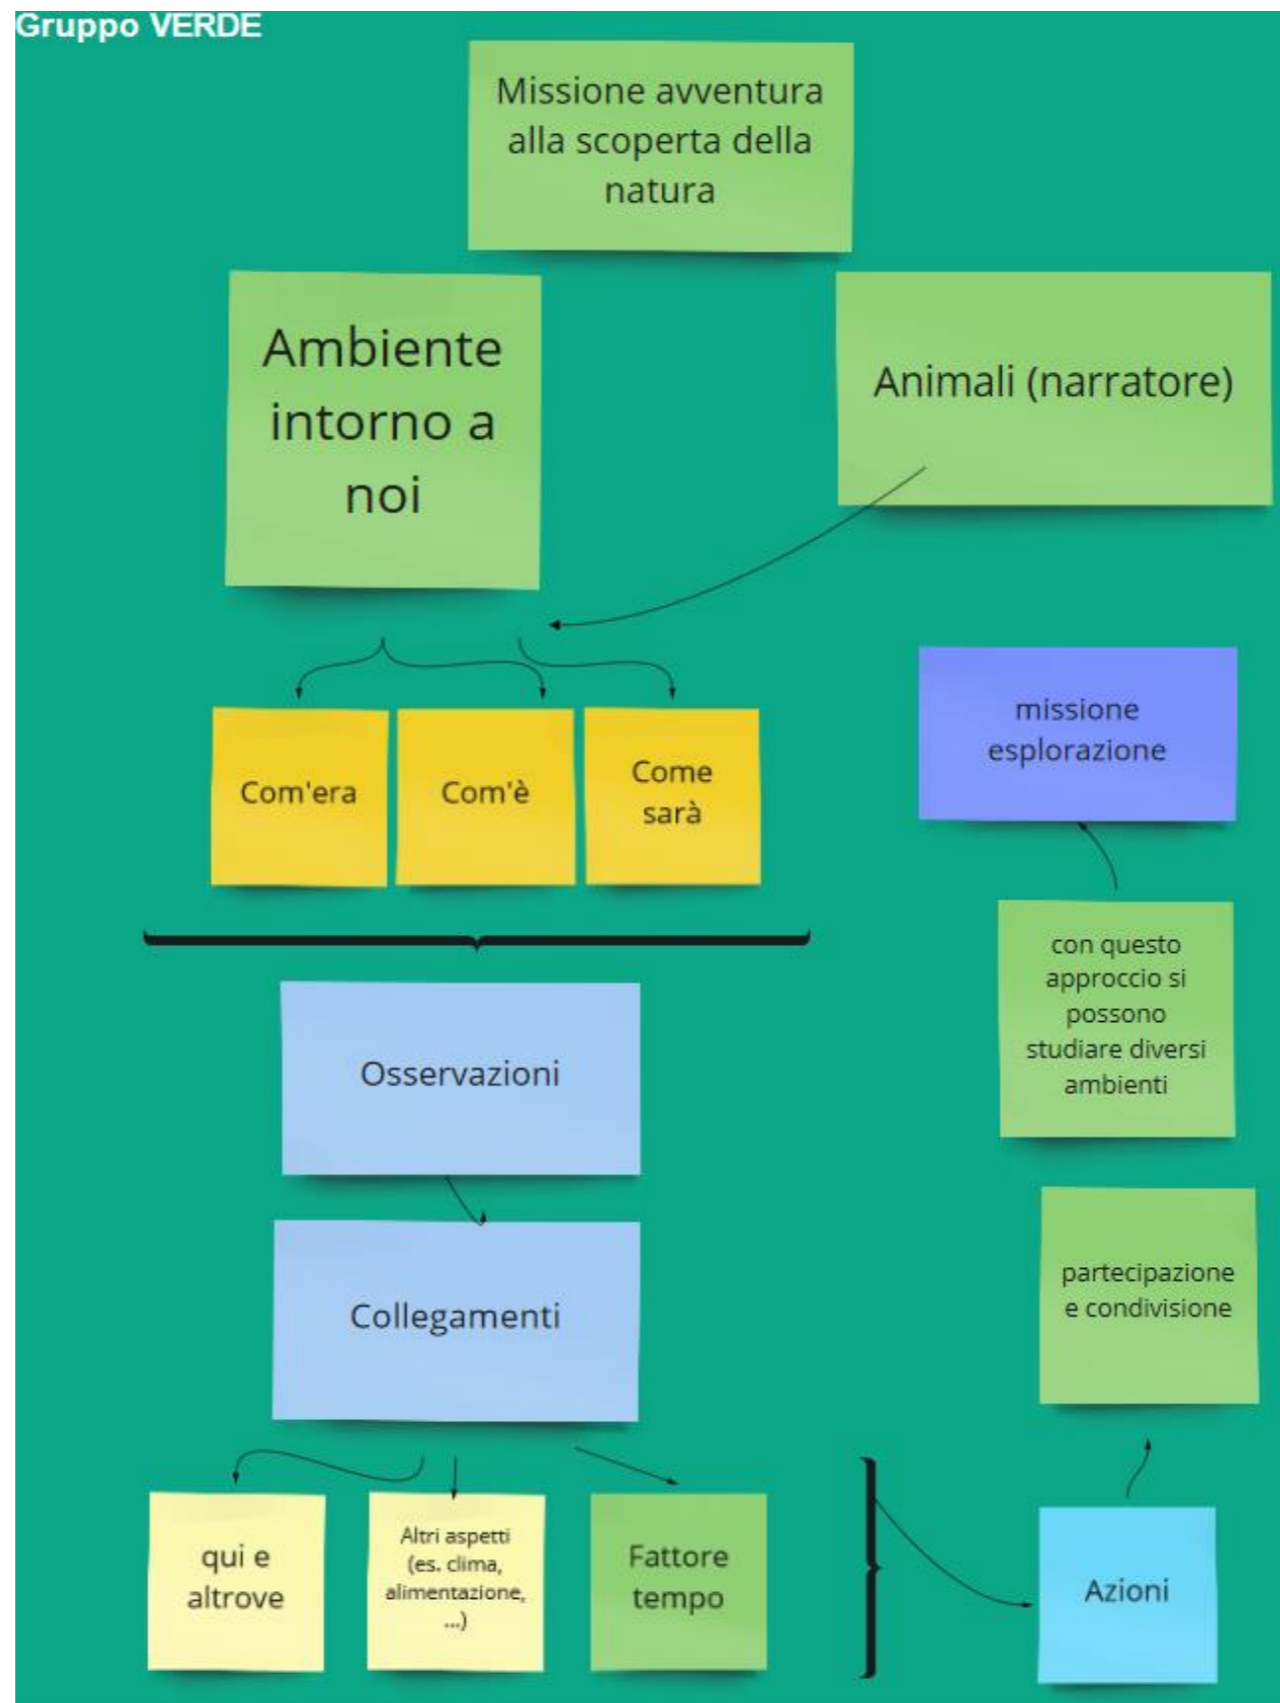 Gruppo VERDE
Missione avventura
alla scoperta della
natura
Ambiente
intorno a
noi
Animali (narratore)
Com'era
Com'è
Come
sarà
missione
esplorazione
con questo
approccio si
possono
studiare diversi
ambienti
Osservazioni
Collegamenti
partecipazione
e condivisione
qui e
altrove
Altri aspetti
(es. clima,
alimentazione,
...)
Fattore
tempo
Azioni